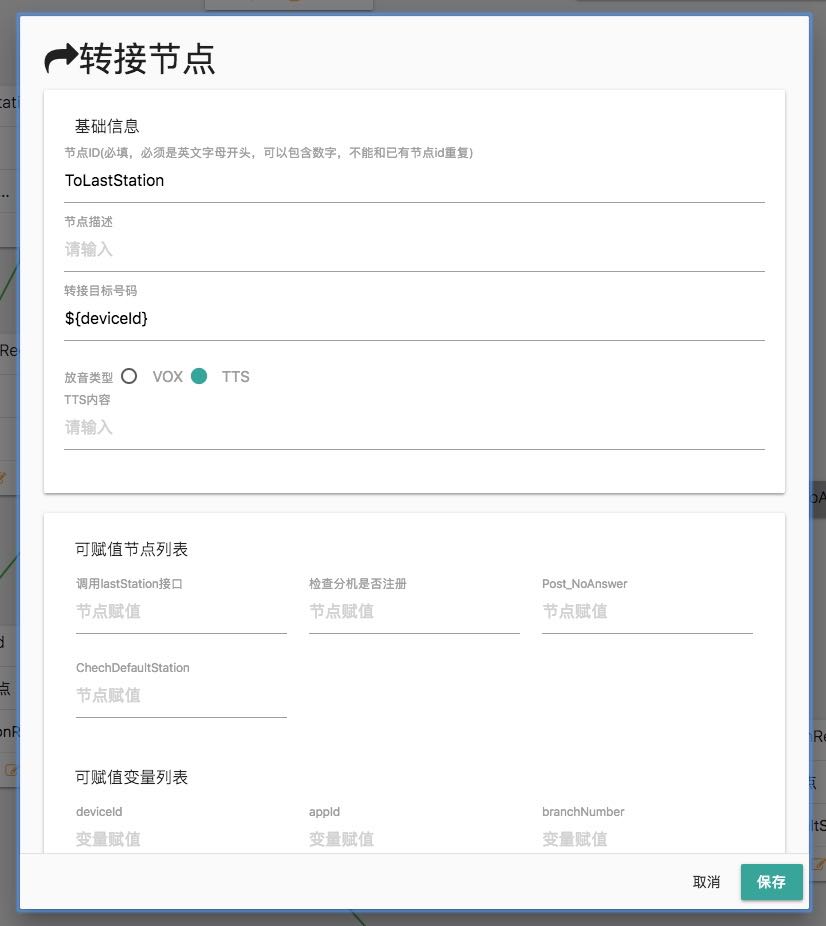 转接节点
基础信息
节点ID(必填，必须是英文字母开头，可以包含数字，不能和已有节点id重复)
ToLastStation
节点描述
请输入
转接目标号码
${deviceId}
放音类型 VOX TTS
TTS内容
请输入
可赋值节点列表
调用lastStation接口 检查分机是否注册 Post_NoAnswer
节点赋值 节点赋值 节点赋值
ChechDefaultStation
节点赋值
可赋值变量列表
deviceId appId branchNumber
变量赋值 变量赋值 变量赋值
取消 保存